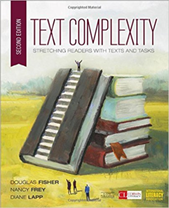 SECOND EDITION
TEXT COMPLEXITY
STRETCHING READERS WITH TEXTS AND TASKS
DOUGLAS FISHER
NANCY FREY
DIANE LAPP